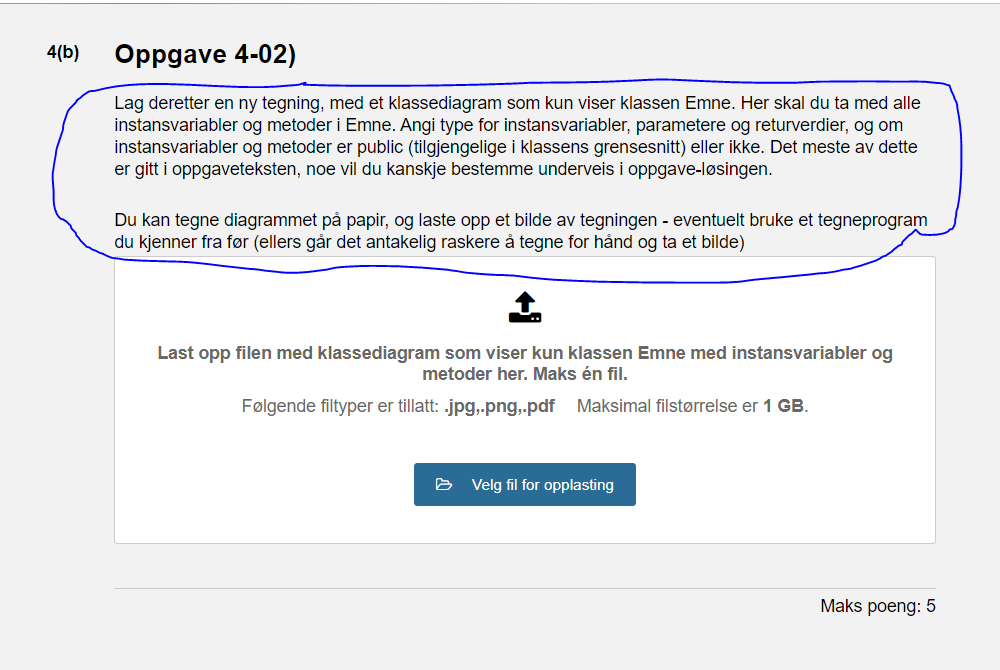 4(b) Oppgave 4-02)
Lag deretter en ny tegning, med et klassediagram som kun viser klassen Emne. Her skal du ta med alle
instansvariabler og metoder i Emne. Angi type for instansvariabler, parametere og returverdier, og om
instansvariabler og metoder er public (tilgjengelige i klassens grensesnitt) eller ikke. Det meste av dette
er gitt i oppgaveteksten, noe vil du kanskje bestemme underveis i oppgave-løsingen.
Du kan tegne diagrammet på papir, og laste opp et bilde av tegningen - eventuelt bruke et tegneprogram
du kjenner fra før (ellers går det antakelig raskere å tegne for hånd og ta et bilde)
Last opp filen med klassediagram som viser kun klassen Emne med instansvariabler og
metoder her. Maks én fil.
Følgende filtyper er tillatt: .jpg,.png,.pdf Maksimal filstørrelse er 1 GB.
Velg fil for opplasting
Maks poeng: 5